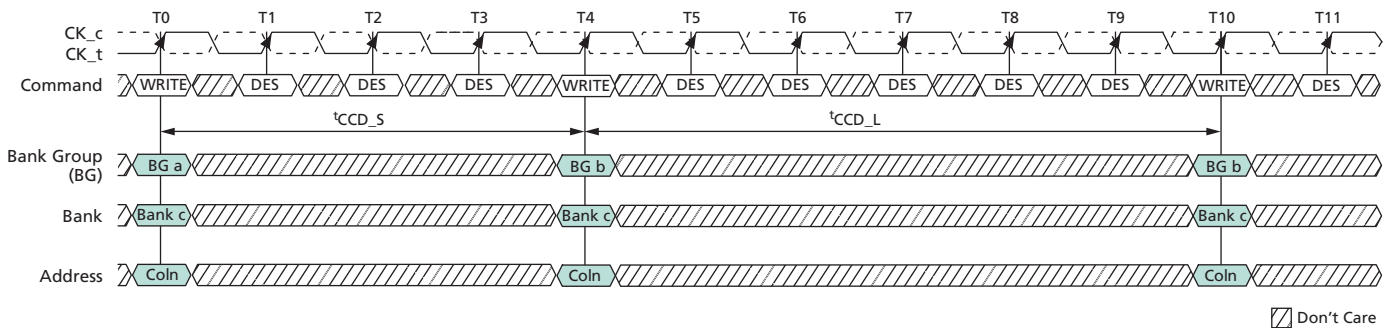 T0 T1 T2 T3 T4 T5 T6 T7 T8 T9 T10 T11
CK_c
CK_t
Command WRITE DES DES DES WRITE DES DES DES DES DES WRITE DES
tCCD_S tCCD_L
Bank Group
(BG) BG a BG b BG b
Bank Bank c Bank c Bank c
Address Coln Coln Coln
Don't Care